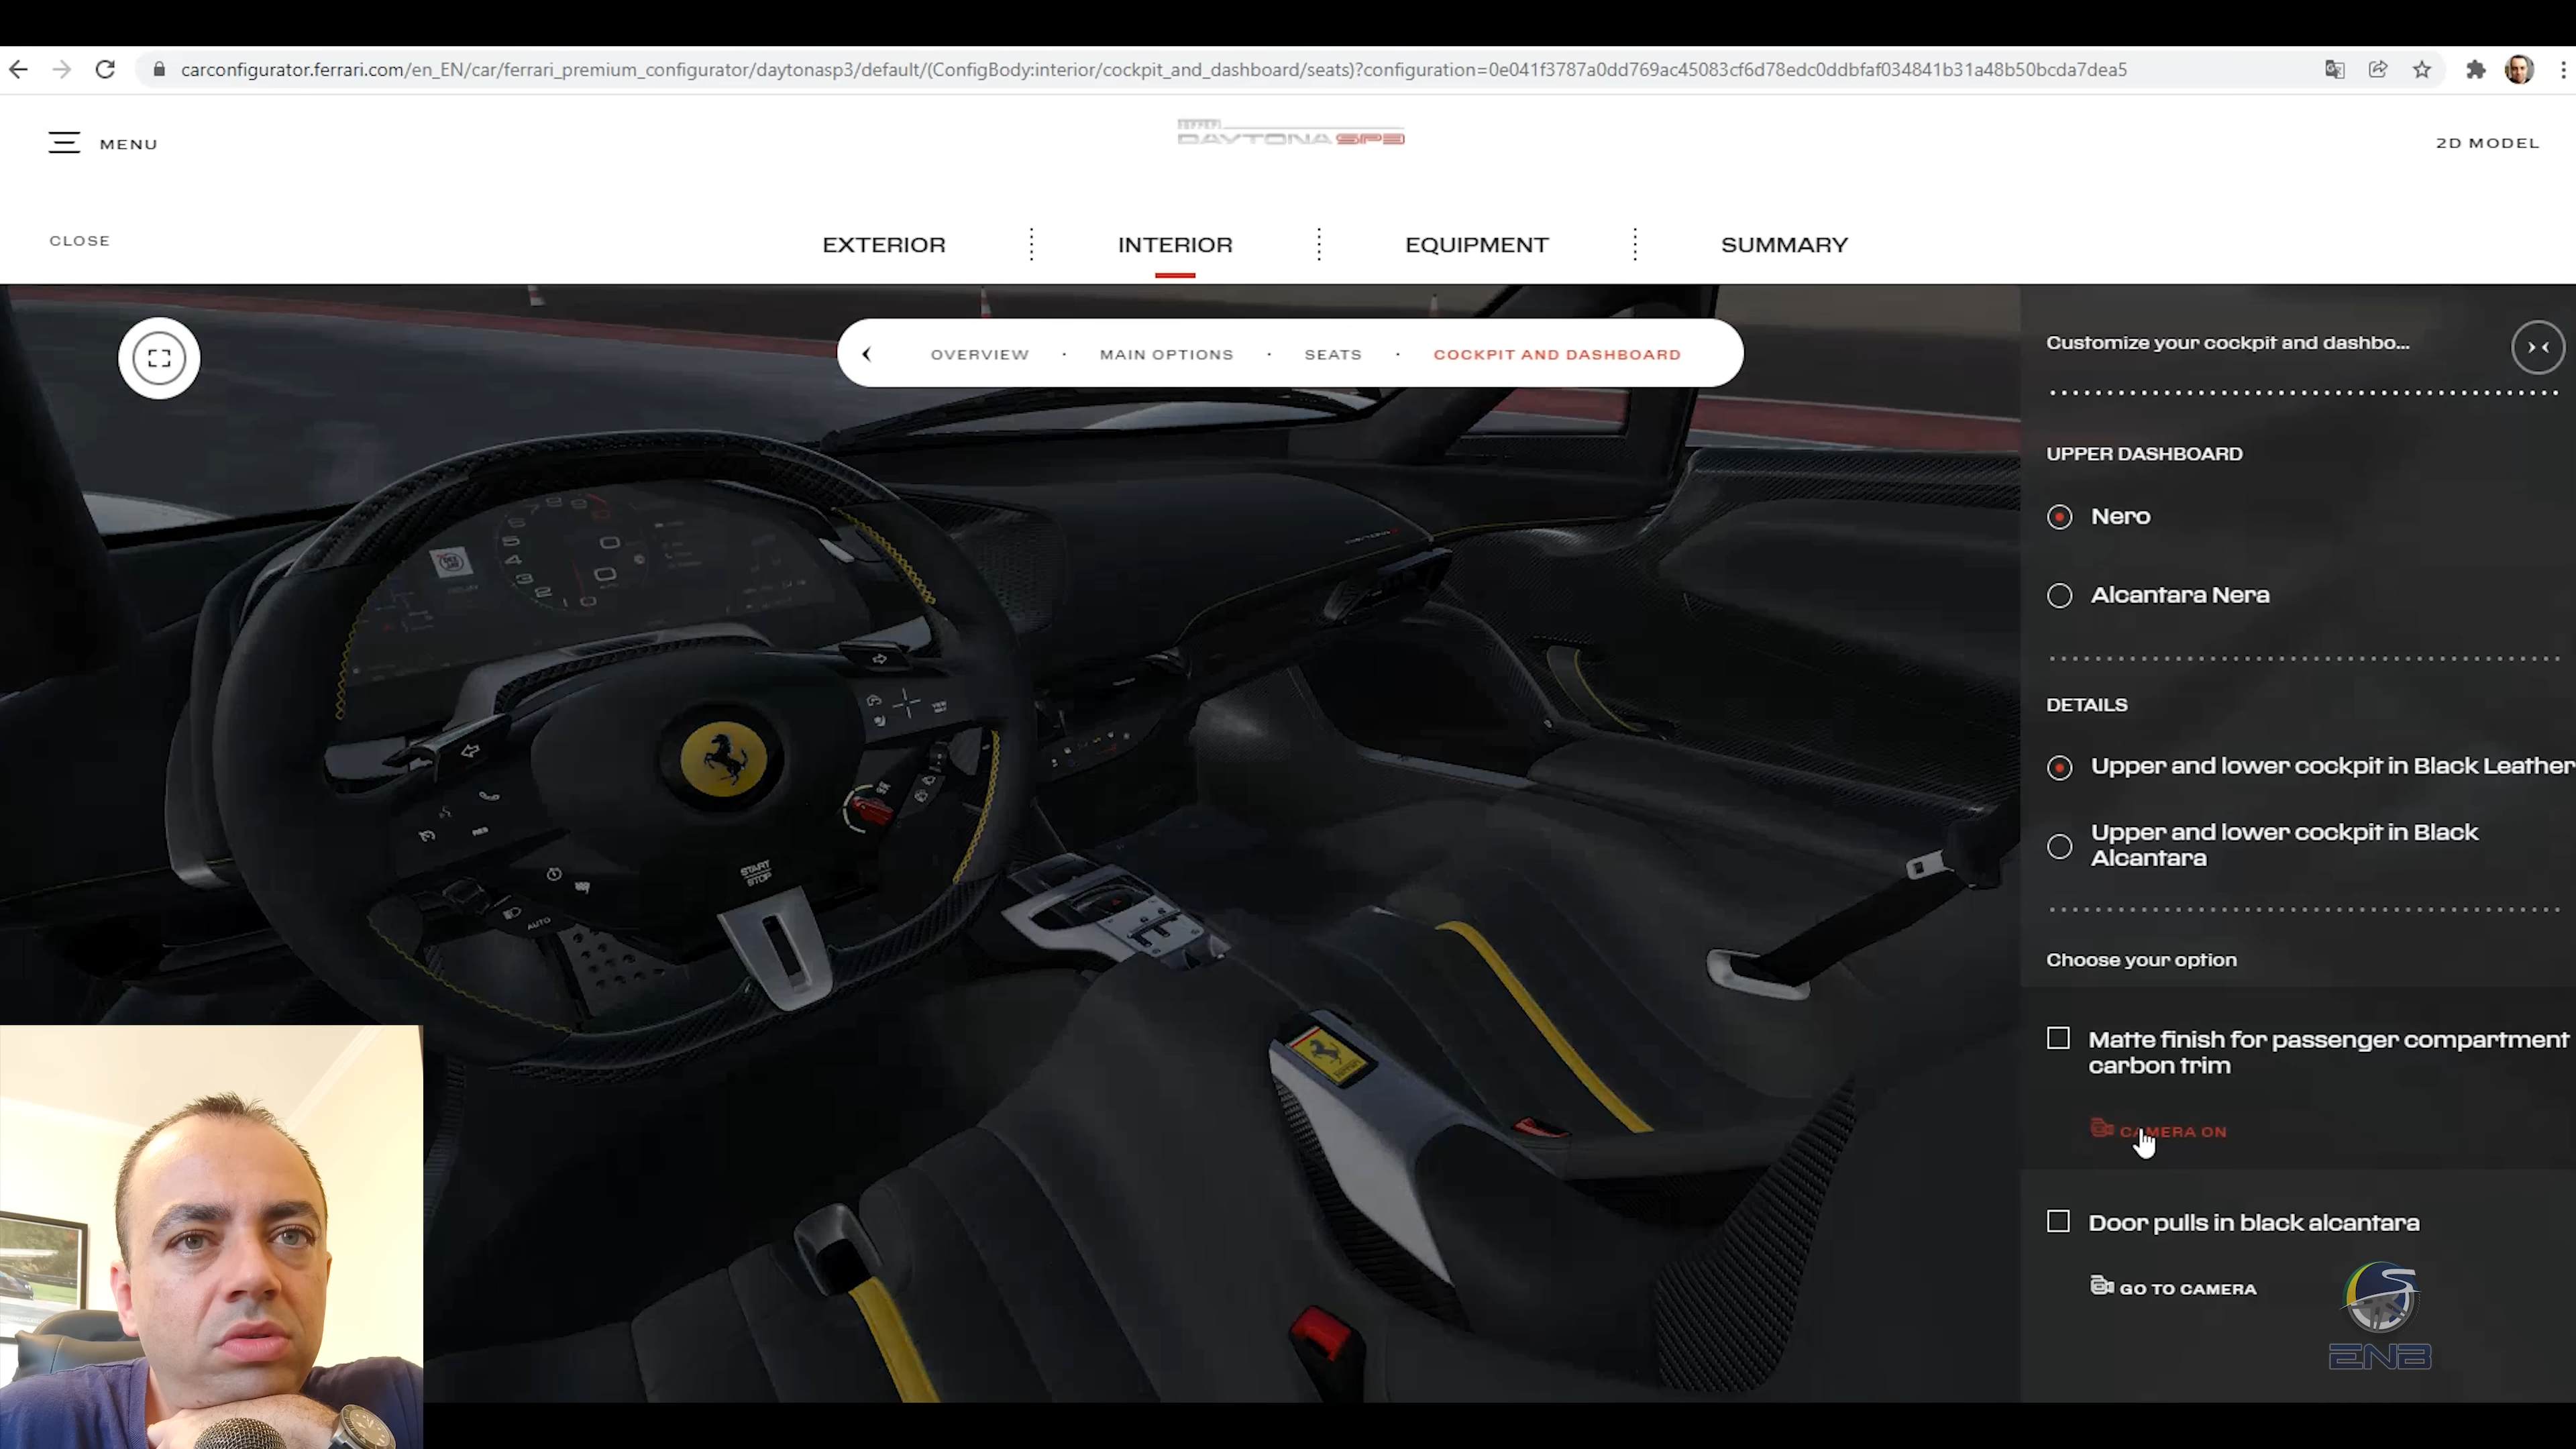 carconfigurator.ferrari.com/en_EN/car/ferrari_premium_configurator/daytonasp3/default/(ConfigBody:interior/cockpit_and_dashboard/seats)?configuration=0e041f3787a0dd769ac45083cf6d78edc0ddbfaf034841b31a48b50bcda7dea5
MENU
DAYTONA SP3
2D MODEL
CLOSE
EXTERIOR
INTERIOR
EQUIPMENT
SUMMARY
OVERVIEW · MAIN OPTIONS · SEATS · COCKPIT AND DASHBOARD
Customize your cockpit and dashbo...
UPPER DASHBOARD
Nero
Alcantara Nera
DETAILS
Upper and lower cockpit in Black Leather
Upper and lower cockpit in Black
Alcantara
Choose your option
Matte finish for passenger compartment
carbon trim
CAMERA ON
Door pulls in black alcantara
GO TO CAMERA
ENB
START
STOP
AUTO